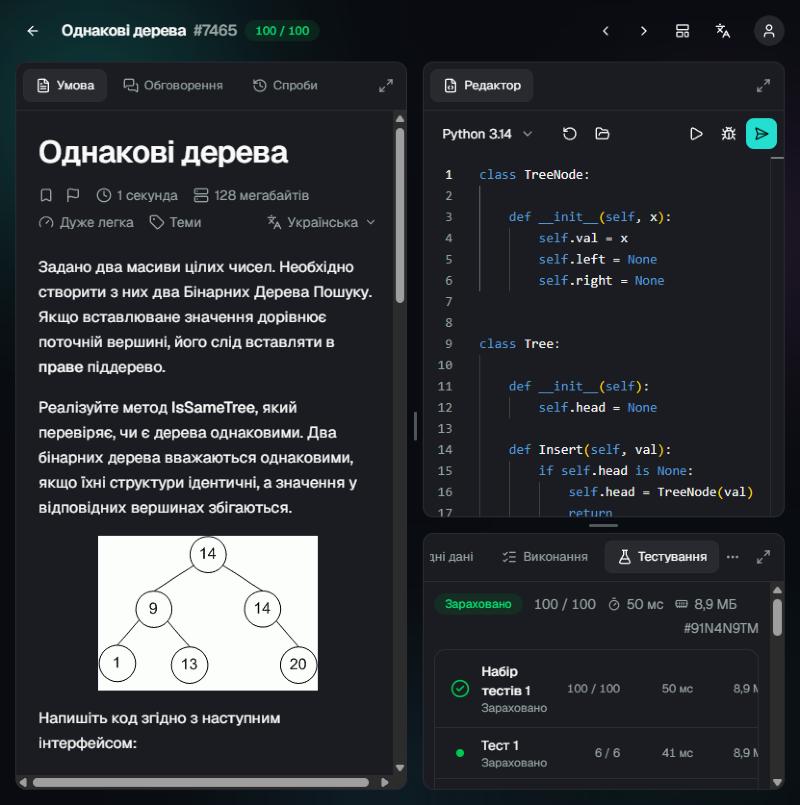 Однакові дерева #7465 100 / 100
Умова Обговорення Спроби
Однакові дерева
1 секунда 128 мегабайтів
Дуже легка Теми Українська
Задано два масиви цілих чисел. Необхідно
створити з них два Бінарних Дерева Пошуку.
Якщо вставлюване значення дорівнює
поточній вершині, його слід вставляти в
праве піддерево.
Реалізуйте метод IsSameTree, який
перевіряє, чи є дерева однаковими. Два
бінарних дерева вважаються однаковими,
якщо їхні структури ідентичні, а значення у
відповідних вершинах збігаються.
14
9 14
1 13 20
Напишіть код згідно з наступним
інтерфейсом:
Редактор
Python 3.14
1 class TreeNode:
2
3 def __init__(self, x):
4 self.val = x
5 self.left = None
6 self.right = None
7
8
9 class Tree:
10
11 def __init__(self):
12 self.head = None
13
14 def Insert(self, val):
15 if self.head is None:
16 self.head = TreeNode(val)
17 return
дні дані Виконання Тестування
Зараховано 100 / 100 50 мс 8,9 МБ
#91N4N9TM
Набір
тестів 1 100 / 100 50 мс 8,9
Зараховано
Тест 1 6 / 6 41 мс 8,9
Зараховано